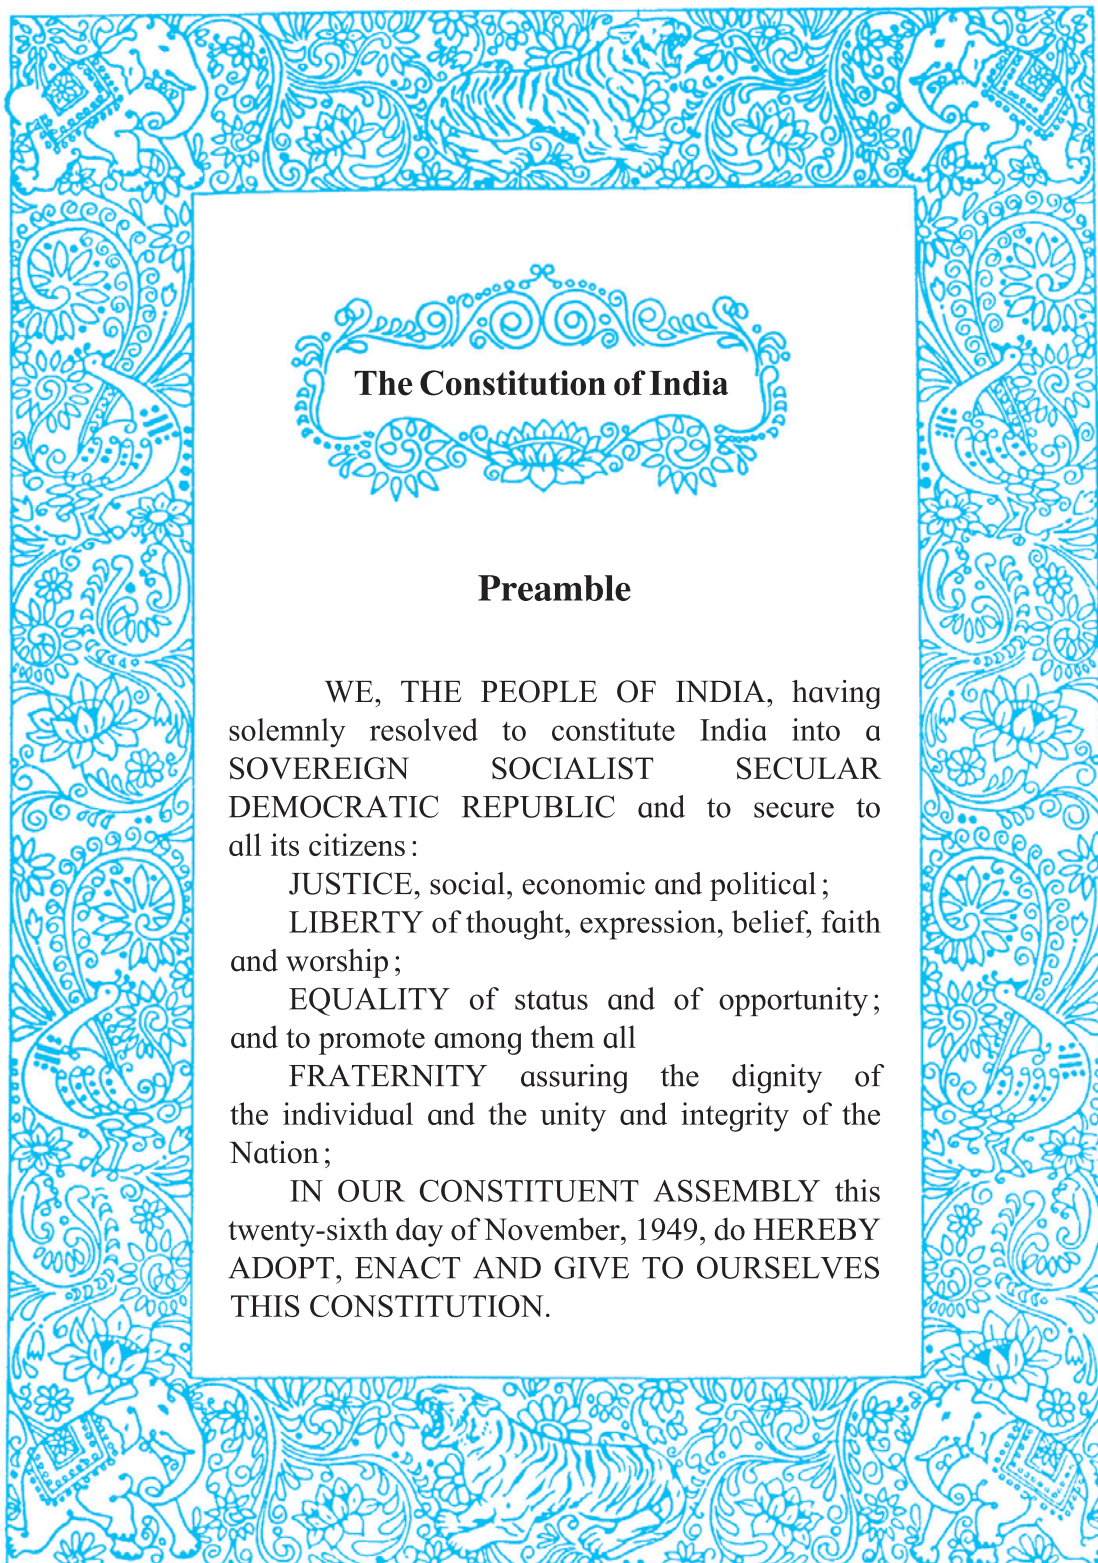 The Constitution of India
Preamble
WE, THE PEOPLE OF INDIA, having
solemnly resolved to constitute India into a
SOVEREIGN SOCIALIST SECULAR
DEMOCRATIC REPUBLIC and to secure to
all its citizens :
JUSTICE, social, economic and political ;
LIBERTY of thought, expression, belief, faith
and worship ;
EQUALITY of status and of opportunity ;
and to promote among them all
FRATERNITY assuring the dignity of
the individual and the unity and integrity of the
Nation ;
IN OUR CONSTITUENT ASSEMBLY this
twenty-sixth day of November, 1949, do HEREBY
ADOPT, ENACT AND GIVE TO OURSELVES
THIS CONSTITUTION.